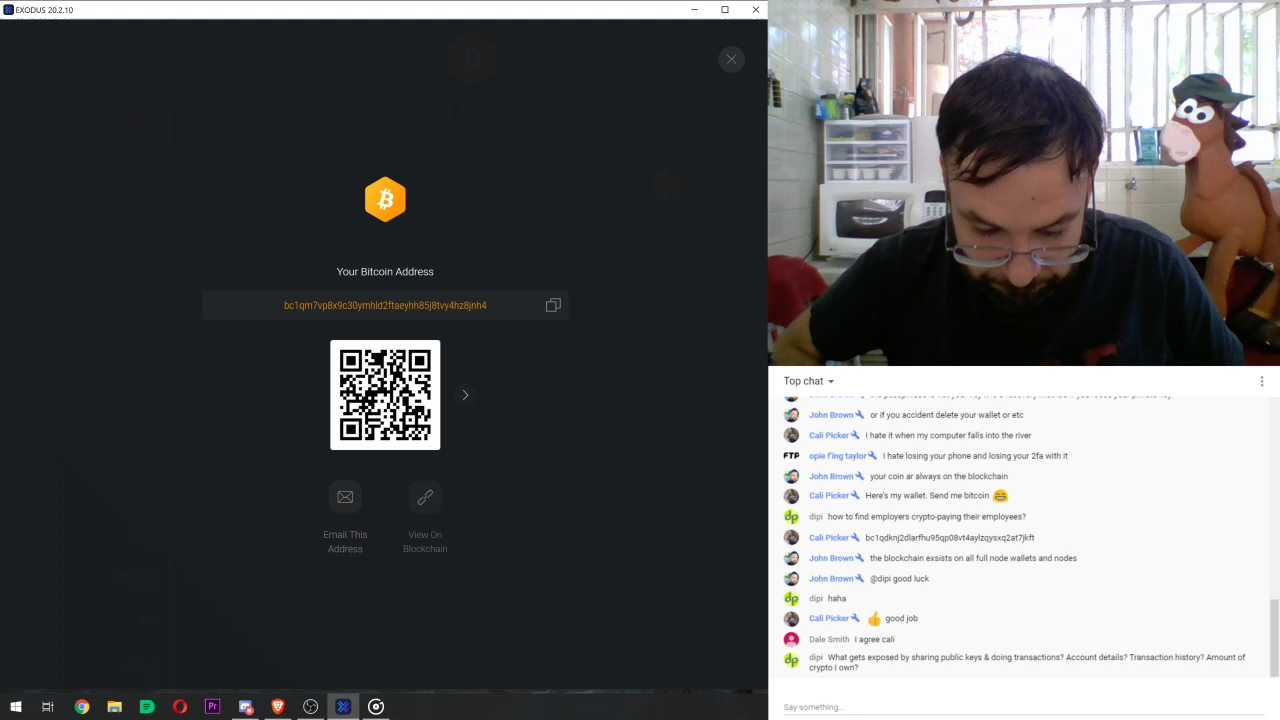 EXODUS 20.2.10
Your Bitcoin Address
bc1qm7vp8x9c30ymhld2ftaeyhh85j8tvy4hz8jnh4
Email This
Address
View On
Blockchain
Pr
Top chat
John Brown or if you accident delete your wallet or etc
Cali Picker I hate it when my computer falls into the river
FTP opie f'ing taylor I hate losing your phone and losing your 2fa with it
John Brown your coin ar always on the blockchain
Cali Picker Here's my wallet. Send me bitcoin 😂
dp dipi how to find employers crypto-paying their employees?
Cali Picker bc1qdknj2dlarfhu95qp08vt4aylzqysxq2at7jkft
John Brown the blockchain exsists on all full node wallets and nodes
John Brown @dipi good luck
dp dipi haha
Cali Picker 👍 good job
Dale Smith I agree cali
dp dipi What gets exposed by sharing public keys & doing transactions? Account details? Transaction history? Amount of
crypto I own?
Say something...